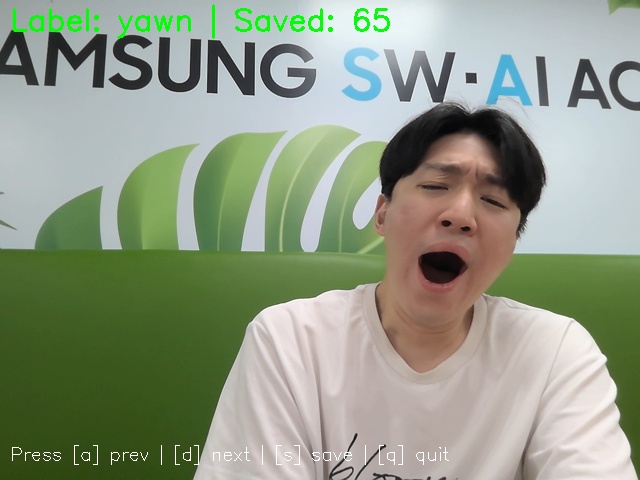 Label: yawn | Saved: 65
AMSUNG SW·AI AC
Press [a] prev | [d] next | [s] save | [q] quit